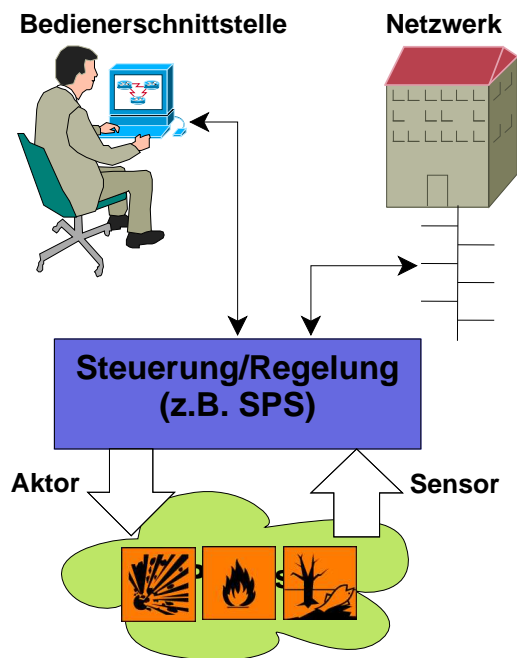 Bedienerschnittstelle
Netzwerk
Steuerung/Regelung
(z.B. SPS)
Aktor
Sensor